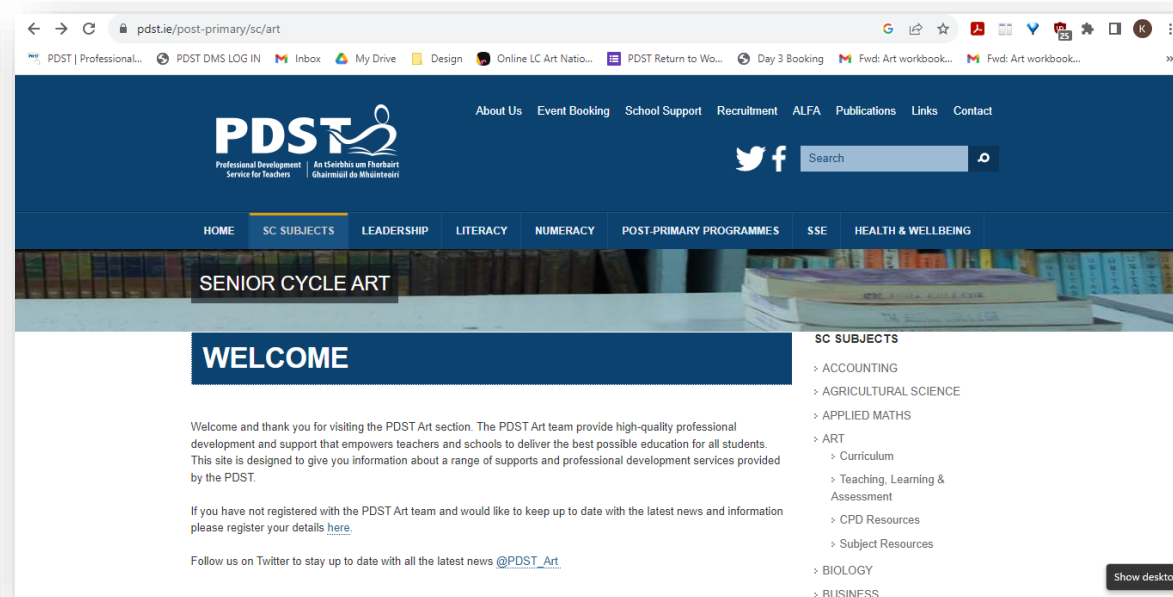 pdst.ie/post-primary/sc/art
G
25
K
PDST | Professional... PDST DMS LOG IN Inbox My Drive Design Online LC Art Natio... PDST Return to Wo... Day 3 Booking Fwd: Art workbook... Fwd: Art workbook... »
About Us Event Booking School Support Recruitment ALFA Publications Links Contact
PDST
Professional Development | An tSeirbhís um Fhorbairt
Service for Teachers | Ghairmiúil do Mhúinteoirí
Search
HOME SC SUBJECTS LEADERSHIP LITERACY NUMERACY POST-PRIMARY PROGRAMMES SSE HEALTH & WELLBEING
SENIOR CYCLE ART
WELCOME
Welcome and thank you for visiting the PDST Art section. The PDST Art team provide high-quality professional
development and support that empowers teachers and schools to deliver the best possible education for all students.
This site is designed to give you information about a range of supports and professional development services provided
by the PDST.
If you have not registered with the PDST Art team and would like to keep up to date with the latest news and information
please register your details here.
Follow us on Twitter to stay up to date with all the latest news @PDST_Art
SC SUBJECTS
› ACCOUNTING
› AGRICULTURAL SCIENCE
› APPLIED MATHS
› ART
› Curriculum
› Teaching, Learning &
Assessment
› CPD Resources
› Subject Resources
› BIOLOGY
› BUSINESS
Show deskto